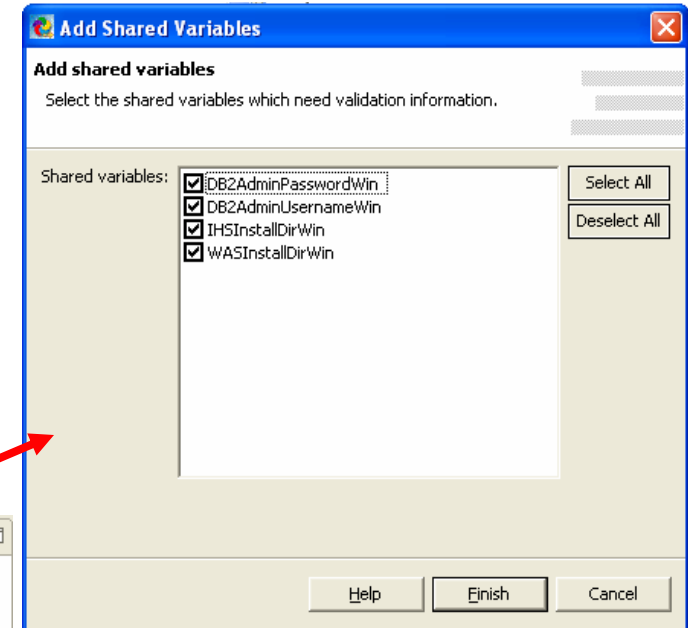 Add Shared Variables
Add shared variables
Select the shared variables which need validation information.
Shared variables:
DB2AdminPasswordWin
DB2AdminUsernameWin
IHSInstallDirWin
WASInstallDirWin
Select All
Deselect All
Help
Finish
Cancel